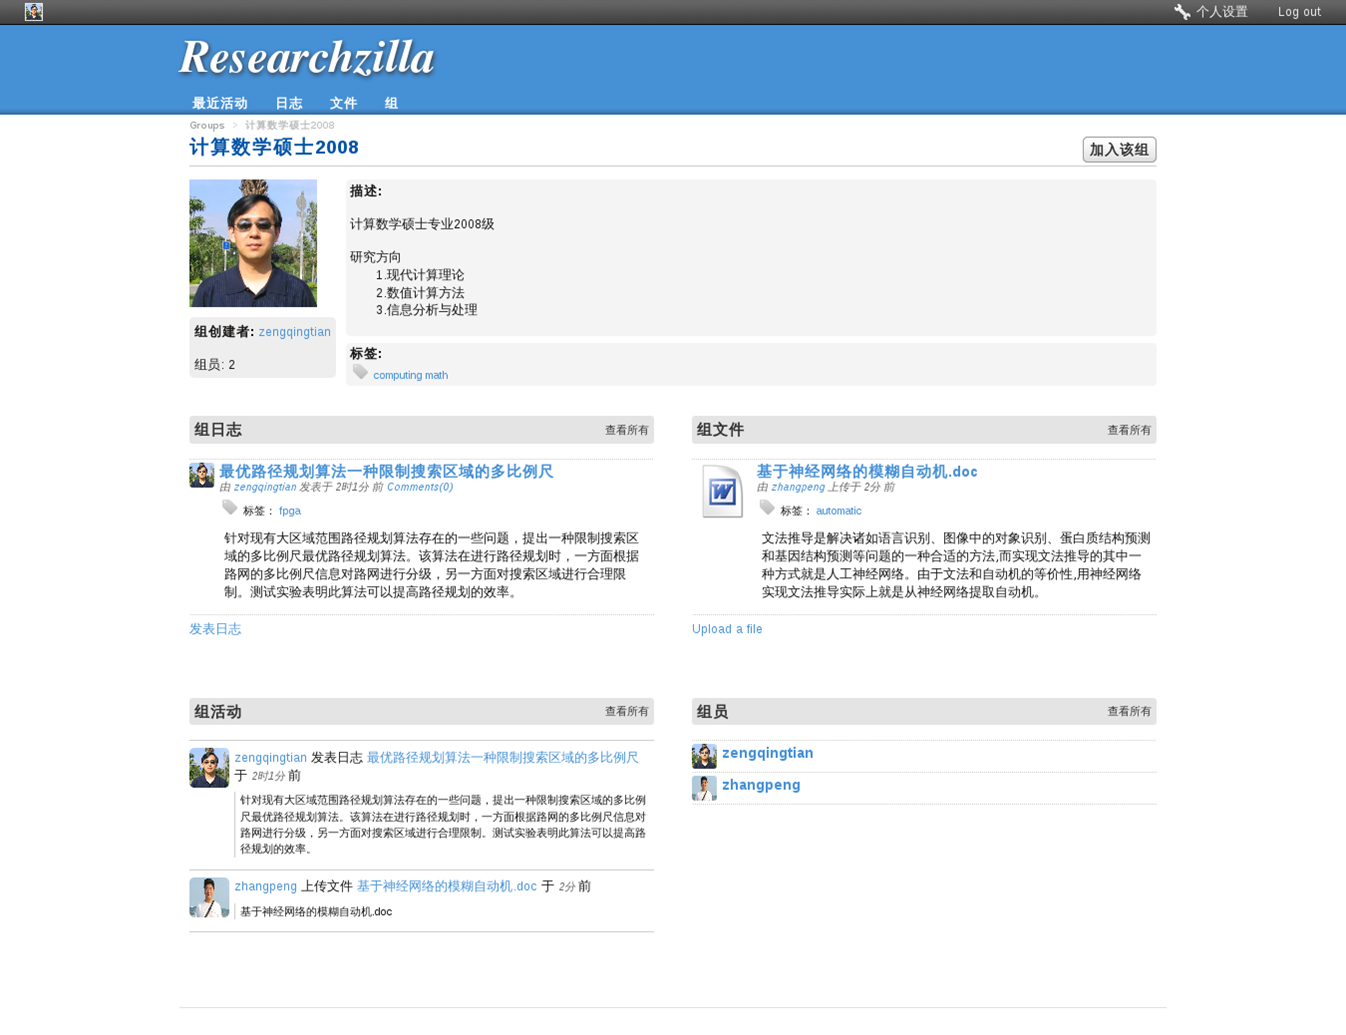 个人设置 Log out
Researchzilla
最近活动 日志 文件 组
Groups > 计算数学硕士2008
计算数学硕士2008
加入该组
描述:
计算数学硕士专业2008级
研究方向
1.现代计算理论
2.数值计算方法
3.信息分析与处理
组创建者: zengqingtian
组员: 2
标签:
computing math
组日志 查看所有
最优路径规划算法一种限制搜索区域的多比例尺
由 zengqingtian 发表于 2时1分 前 Comments(0)
标签： fpga
针对现有大区域范围路径规划算法存在的一些问题，提出一种限制搜索区
域的多比例尺最优路径规划算法。该算法在进行路径规划时，一方面根据
路网的多比例尺信息对路网进行分级，另一方面对搜索区域进行合理限
制。测试实验表明此算法可以提高路径规划的效率。
发表日志
组文件 查看所有
基于神经网络的模糊自动机.doc
由 zhangpeng 上传于 2分 前
标签： automatic
文法推导是解决诸如语言识别、图像中的对象识别、蛋白质结构预测
和基因结构预测等问题的一种合适的方法,而实现文法推导的其中一
种方式就是人工神经网络。由于文法和自动机的等价性,用神经网络
实现文法推导实际上就是从神经网络提取自动机。
Upload a file
组活动 查看所有
zengqingtian 发表日志 最优路径规划算法一种限制搜索区域的多比例尺
于 2时1分 前
针对现有大区域范围路径规划算法存在的一些问题，提出一种限制搜索区域的多比例
尺最优路径规划算法。该算法在进行路径规划时，一方面根据路网的多比例尺信息对
路网进行分级，另一方面对搜索区域进行合理限制。测试实验表明此算法可以提高路
径规划的效率。
zhangpeng 上传文件 基于神经网络的模糊自动机.doc 于 2分 前
基于神经网络的模糊自动机.doc
组员 查看所有
zengqingtian
zhangpeng